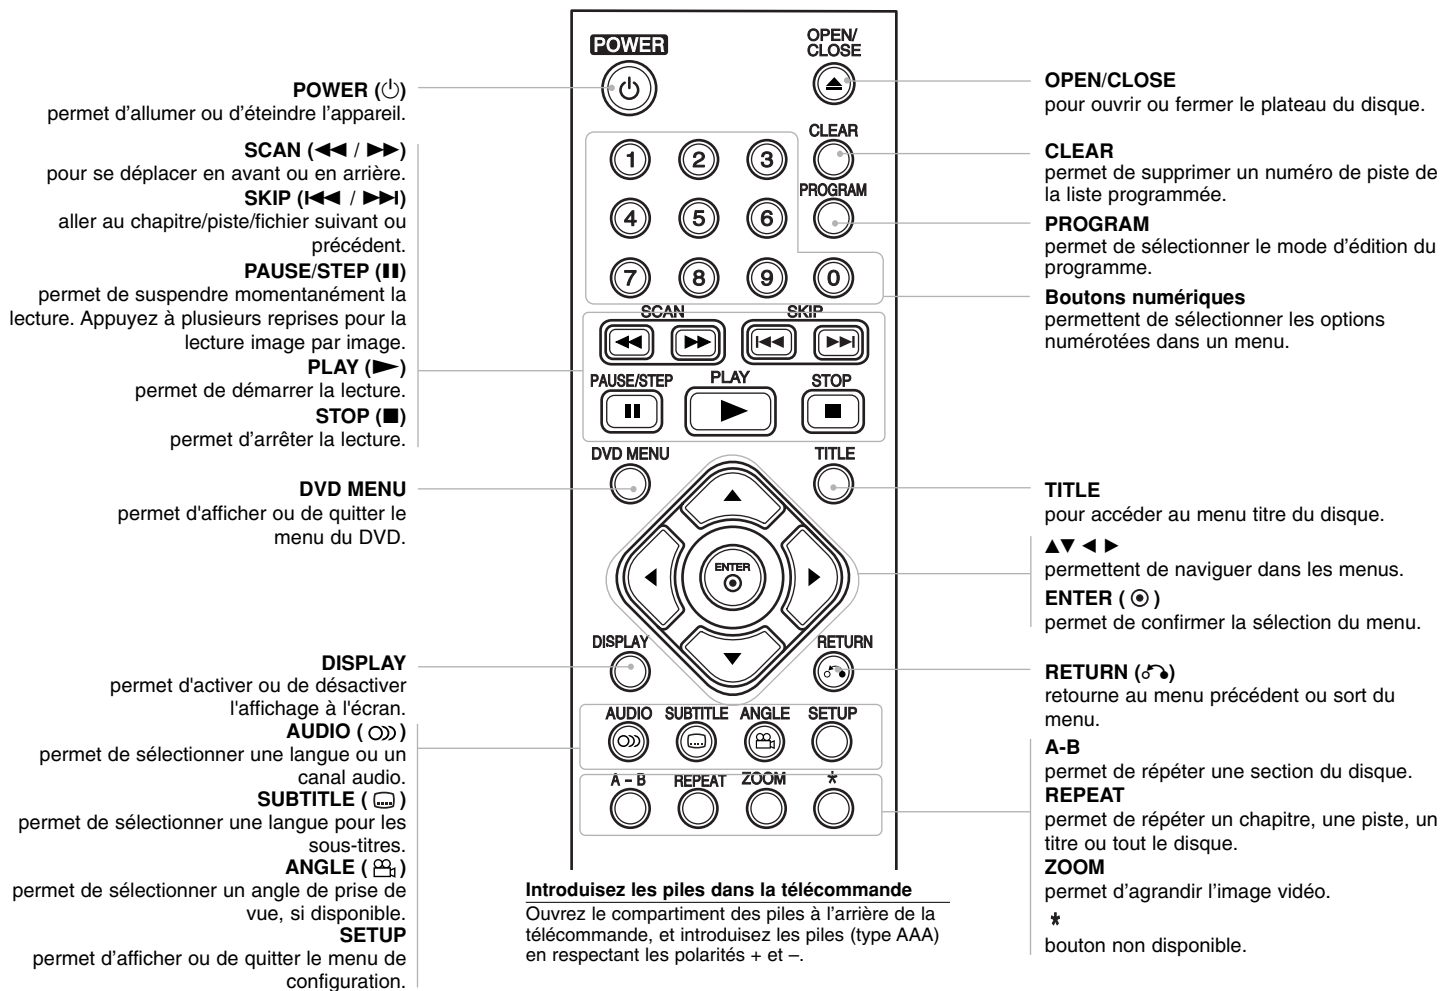 POWER (⏻)
permet d’allumer ou d’éteindre l’appareil.
SCAN (◀◀ / ▶▶)
pour se déplacer en avant ou en arrière.
SKIP (I◀◀ / ▶▶I)
aller au chapitre/piste/fichier suivant ou
précédent.
PAUSE/STEP (II)
permet de suspendre momentanément la
lecture. Appuyez à plusieurs reprises pour la
lecture image par image.
PLAY (▶)
permet de démarrer la lecture.
STOP (■)
permet d’arrêter la lecture.
DVD MENU
permet d'afficher ou de quitter le
menu du DVD.
DISPLAY
permet d'activer ou de désactiver
l'affichage à l'écran.
AUDIO ( )
permet de sélectionner une langue ou un
canal audio.
SUBTITLE ( )
permet de sélectionner une langue pour les
sous-titres.
ANGLE ( )
permet de sélectionner un angle de prise de
vue, si disponible.
SETUP
permet d’afficher ou de quitter le menu de
configuration.
POWER
OPEN/
CLOSE
CLEAR
1 2 3
PROGRAM
4 5 6
7 8 9 0
SCAN SKIP
◀◀ ▶▶ I◀◀ ▶▶I
PAUSE/STEP PLAY STOP
II ▶ ■
DVD MENU TITLE
▲
◀ ENTER ▶
◉
▼
DISPLAY RETURN
AUDIO SUBTITLE ANGLE SETUP
A – B REPEAT ZOOM *
Introduisez les piles dans la télécommande
Ouvrez le compartiment des piles à l’arrière de la
télécommande, et introduisez les piles (type AAA)
en respectant les polarités + et –.
OPEN/CLOSE
pour ouvrir ou fermer le plateau du disque.
CLEAR
permet de supprimer un numéro de piste de
la liste programmée.
PROGRAM
permet de sélectionner le mode d’édition du
programme.
Boutons numériques
permettent de sélectionner les options
numérotées dans un menu.
TITLE
pour accéder au menu titre du disque.
▲▼ ◀ ▶
permettent de naviguer dans les menus.
ENTER ( ◉ )
permet de confirmer la sélection du menu.
RETURN ( )
retourne au menu précédent ou sort du
menu.
A-B
permet de répéter une section du disque.
REPEAT
permet de répéter un chapitre, une piste, un
titre ou tout le disque.
ZOOM
permet d’agrandir l’image vidéo.
*
bouton non disponible.